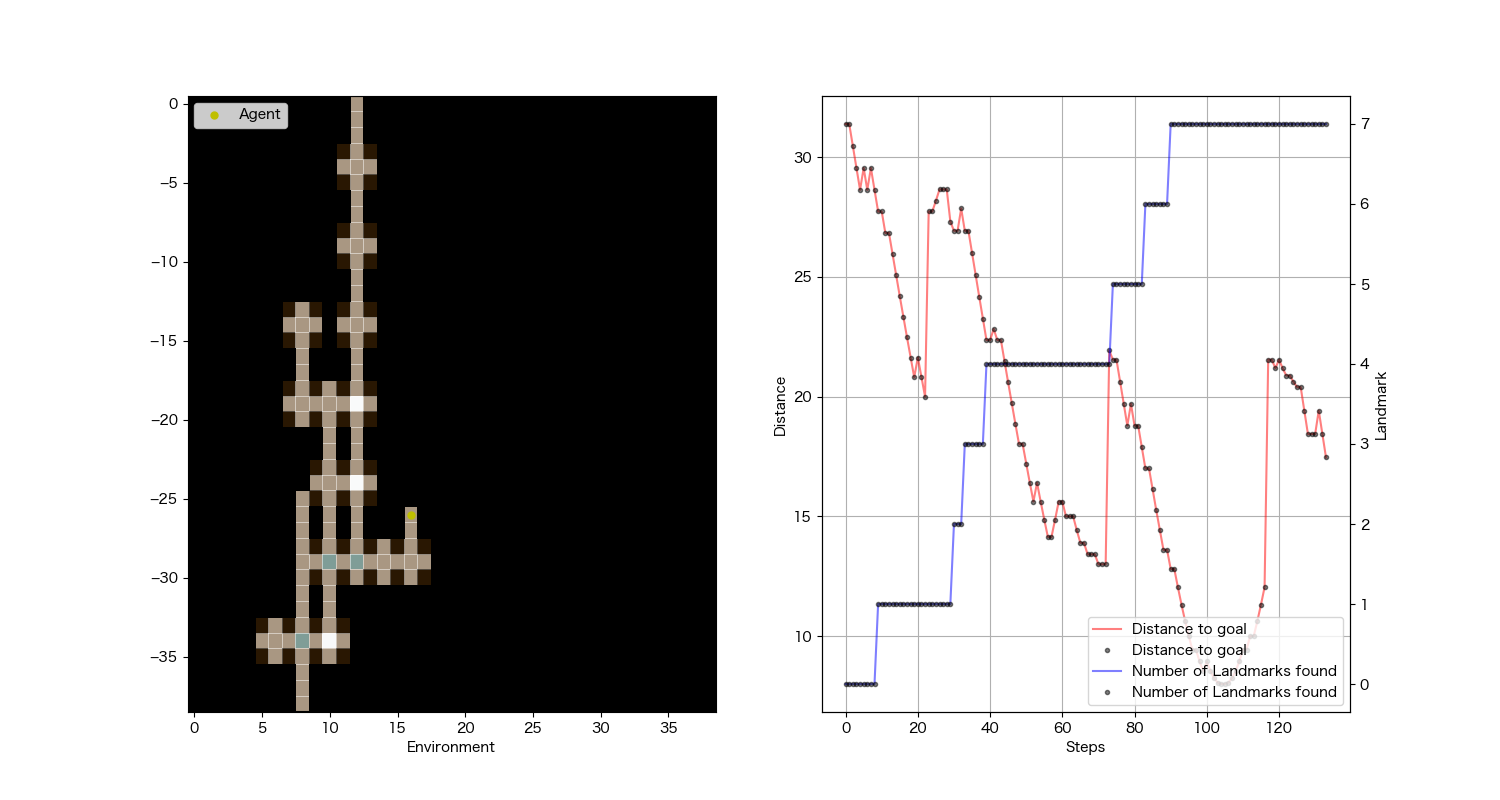 Agent
0
−5
−10
−15
−20
−25
−30
−35
0 5 10 15 20 25 30 35
Environment
Distance
30
25
20
15
10
0 20 40 60 80 100 120
Steps
7
6
5
4
3
2
1
0
Landmark
Distance to goal
Distance to goal
Number of Landmarks found
Number of Landmarks found